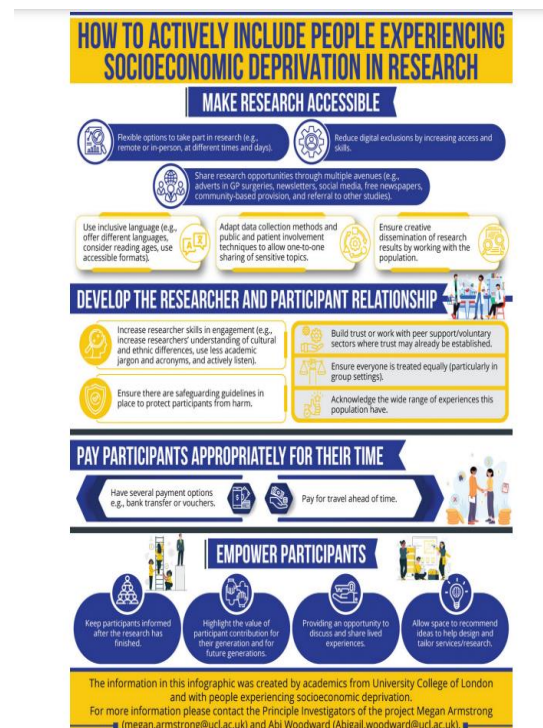 HOW TO ACTIVELY INCLUDE PEOPLE EXPERIENCING
SOCIOECONOMIC DEPRIVATION IN RESEARCH
MAKE RESEARCH ACCESSIBLE
Flexible options to take part in research (e.g.,
remote or in-person, at different times and days).
Reduce digital exclusions by increasing access and
skills.
Share research opportunities through multiple avenues (e.g.,
adverts in GP surgeries, newsletters, social media, free newspapers,
community-based provision, and referral to other studies).
Use inclusive language (e.g.,
offer different languages,
consider reading ages, use
accessible formats).
Adapt data collection methods and
public and patient involvement
techniques to allow one-to-one
sharing of sensitive topics.
Ensure creative
dissemination of research
results by working with the
population.
DEVELOP THE RESEARCHER AND PARTICIPANT RELATIONSHIP
Increase researcher skills in engagement (e.g.,
increase researchers' understanding of cultural
and ethnic differences, use less academic
jargon and acronyms, and actively listen).
Ensure there are safeguarding guidelines in
place to protect participants from harm.
Build trust or work with peer support/voluntary
sectors where trust may already be established.
Ensure everyone is treated equally (particularly in
group settings).
Acknowledge the wide range of experiences this
population have.
PAY PARTICIPANTS APPROPRIATELY FOR THEIR TIME
Have several payment options
e.g., bank transfer or vouchers.
Pay for travel ahead of time.
EMPOWER PARTICIPANTS
Keep participants informed
after the research has
finished.
Highlight the value of
participant contribution for
their generation and for
future generations.
Providing an opportunity to
discuss and share lived
experiences.
Allow space to recommend
ideas to help design and
tailor services/research.
The information in this infographic was created by academics from University College of London
and with people experiencing socioeconomic deprivation.
For more information please contact the Principle Investigators of the project Megan Armstrong
(megan.armstrong@ucl.ac.uk) and Abi Woodward (Abigail.woodward@ucl.ac.uk).